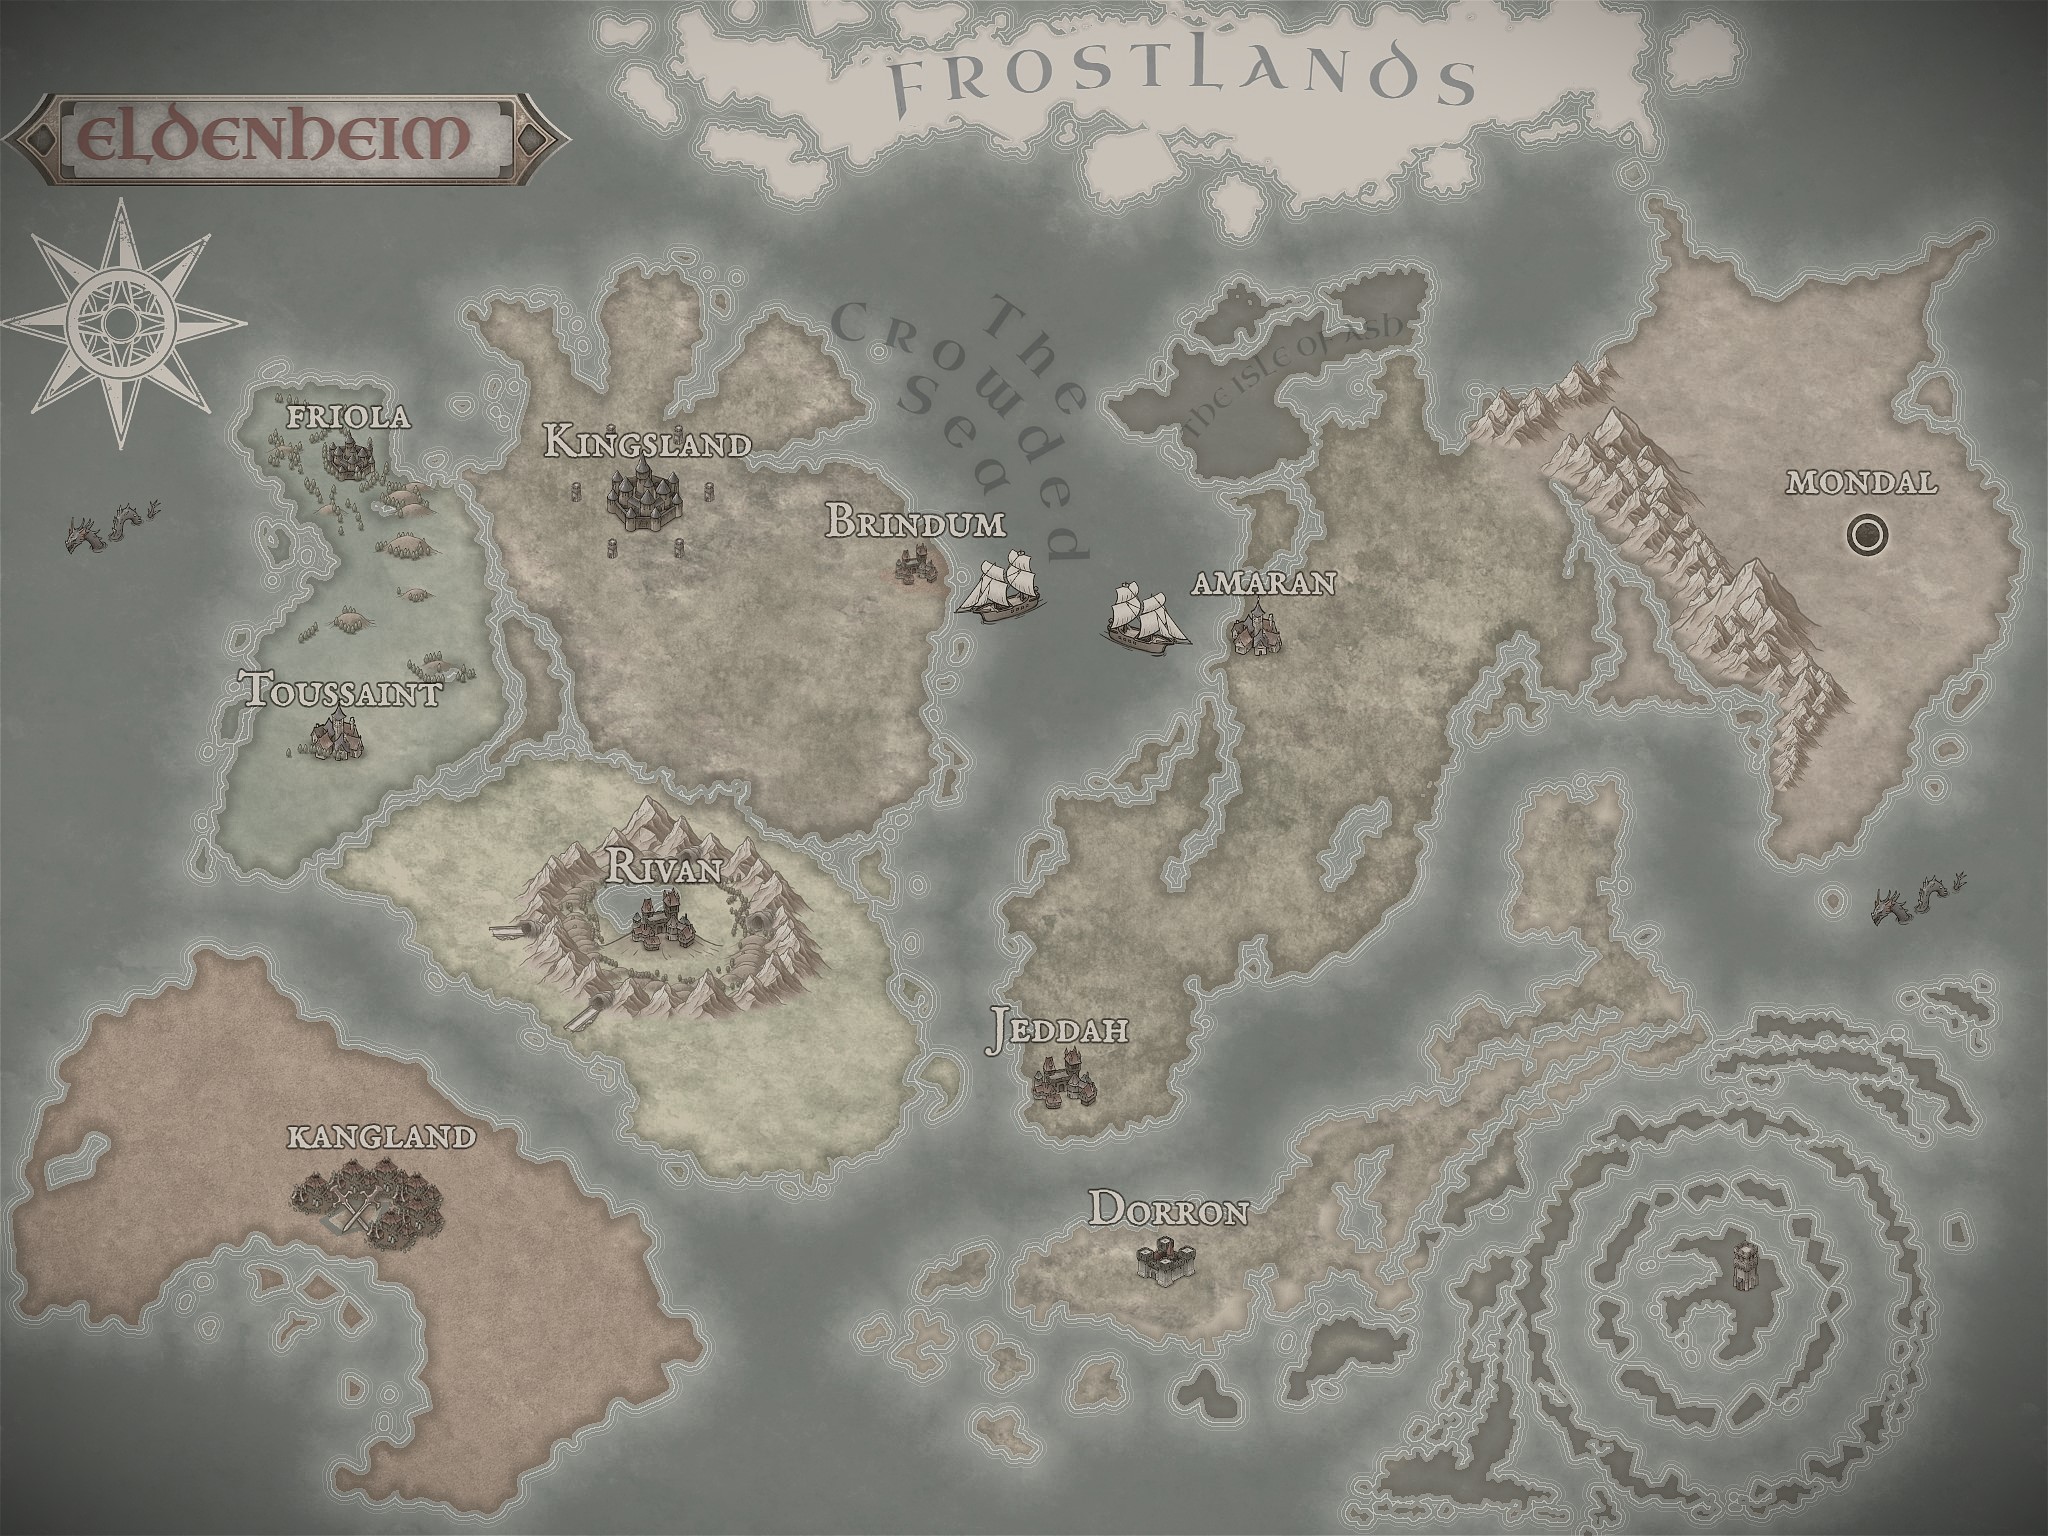 FROSTLANDS
ELDENHEIM
The
Crowded
Sea
The Isle of Ash
FRIOLA
KINGSLAND
MONDAL
BRINDUM
AMARAN
TOUSSAINT
RIVAN
JEDDAH
KANGLAND
DORRON